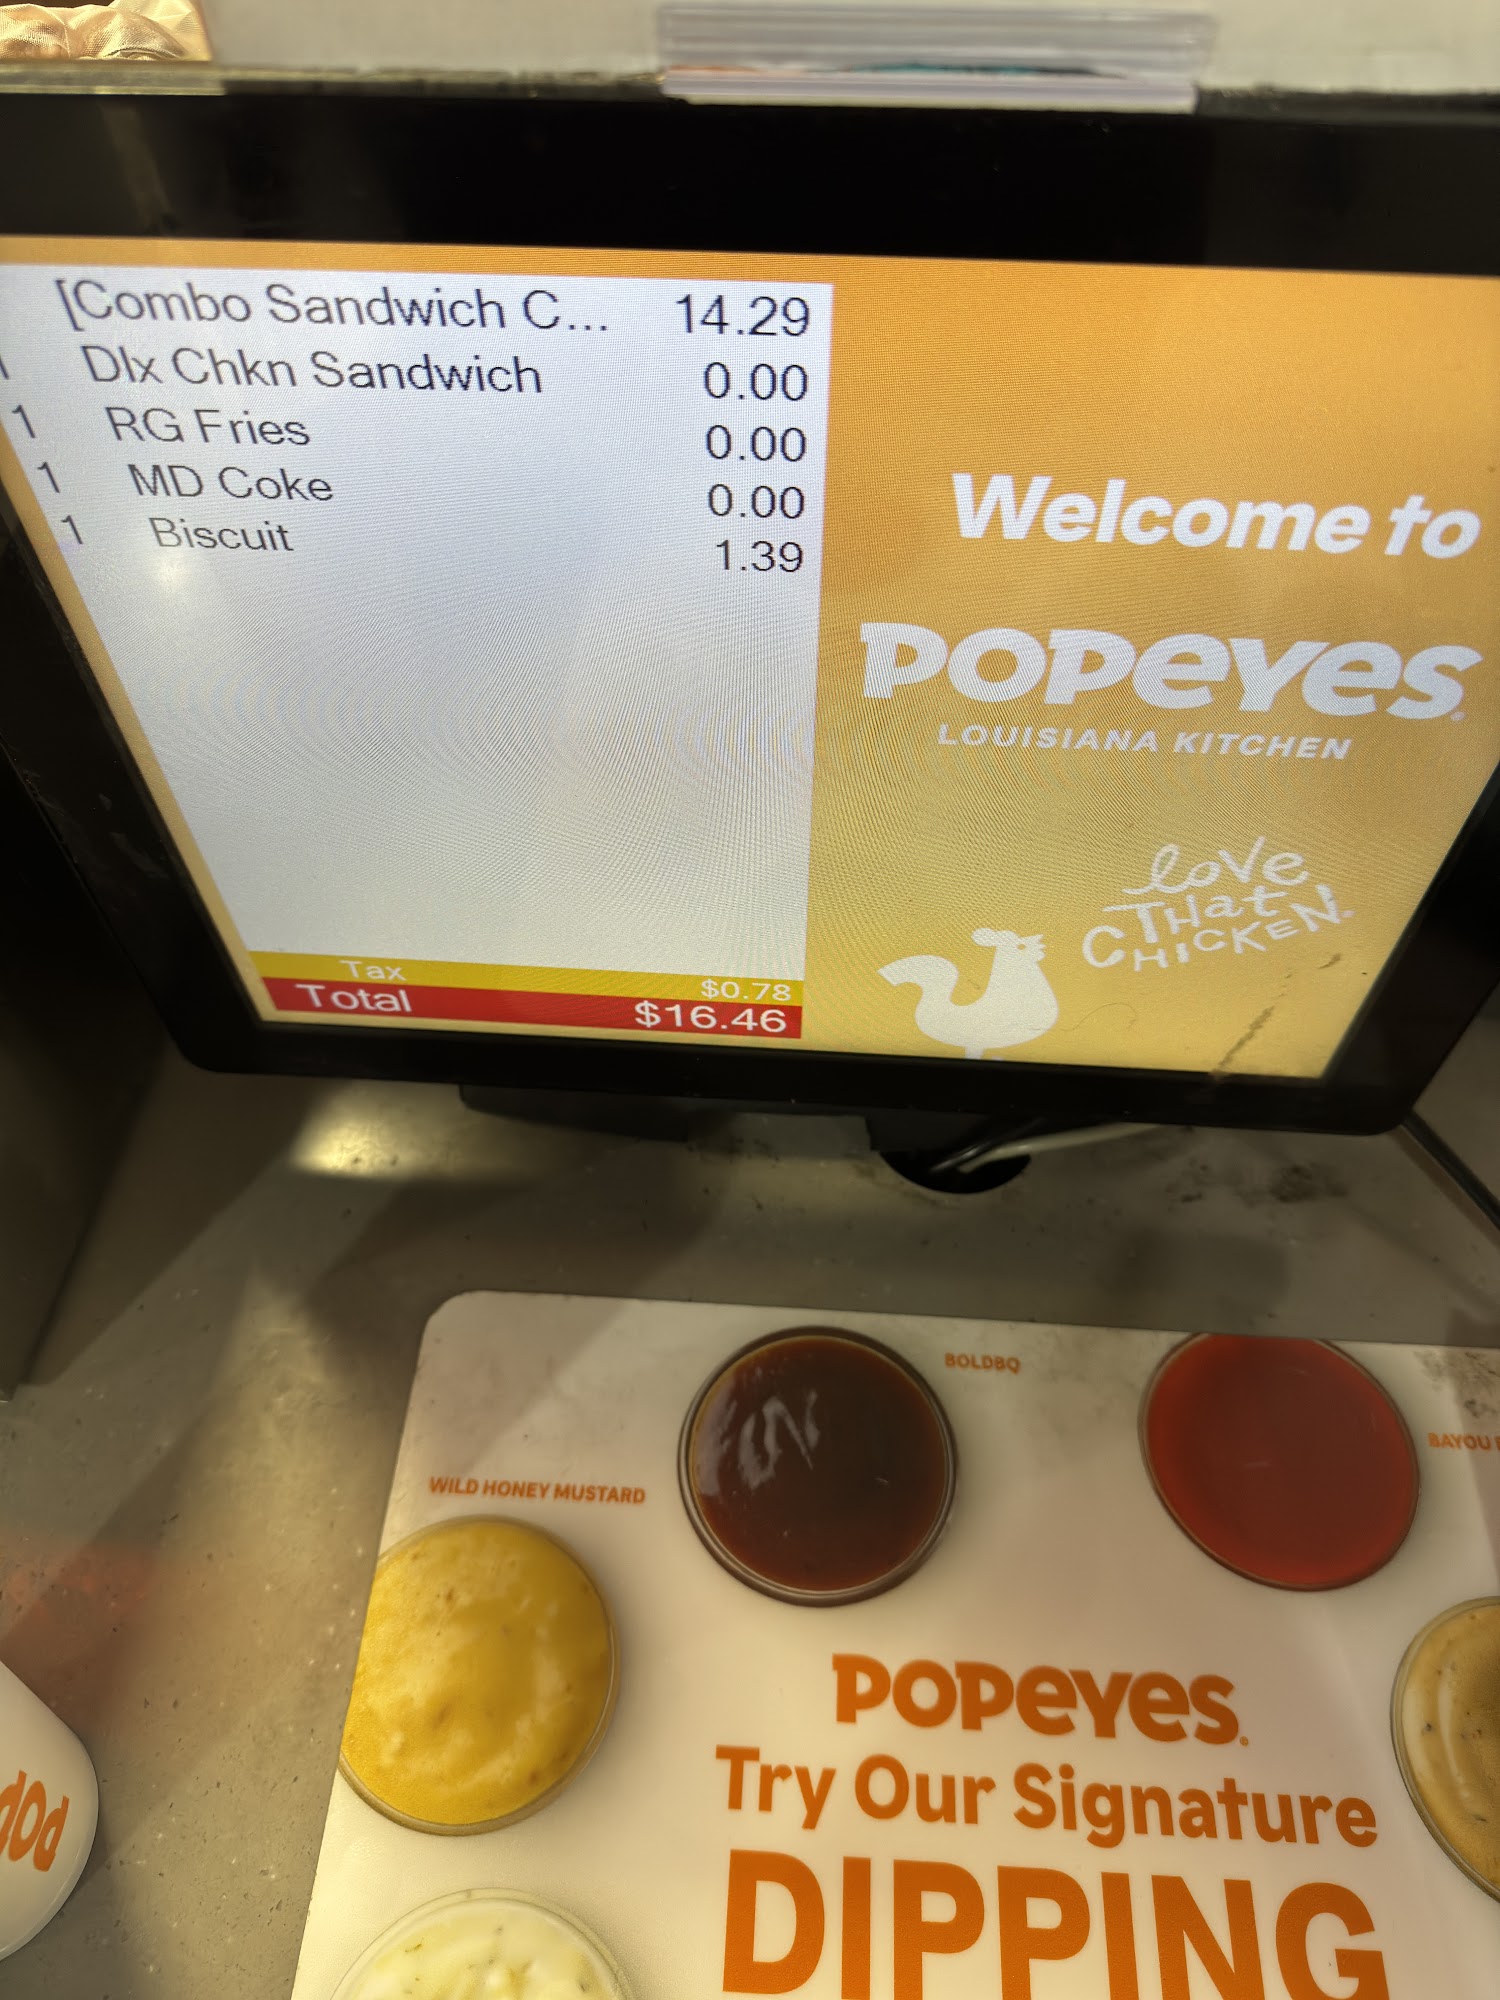 [Combo Sandwich C... 14.29
Dlx Chkn Sandwich 0.00
1 RG Fries 0.00
1 MD Coke 0.00
1 Biscuit 1.39
Tax $0.78
Total $16.46
Welcome to
POPEYES
LOUISIANA KITCHEN
love
THat
CHICKEN.
BOLDBQ
BAYOU
WILD HONEY MUSTARD
POPEYES
Try Our Signature
DIPPING
POP